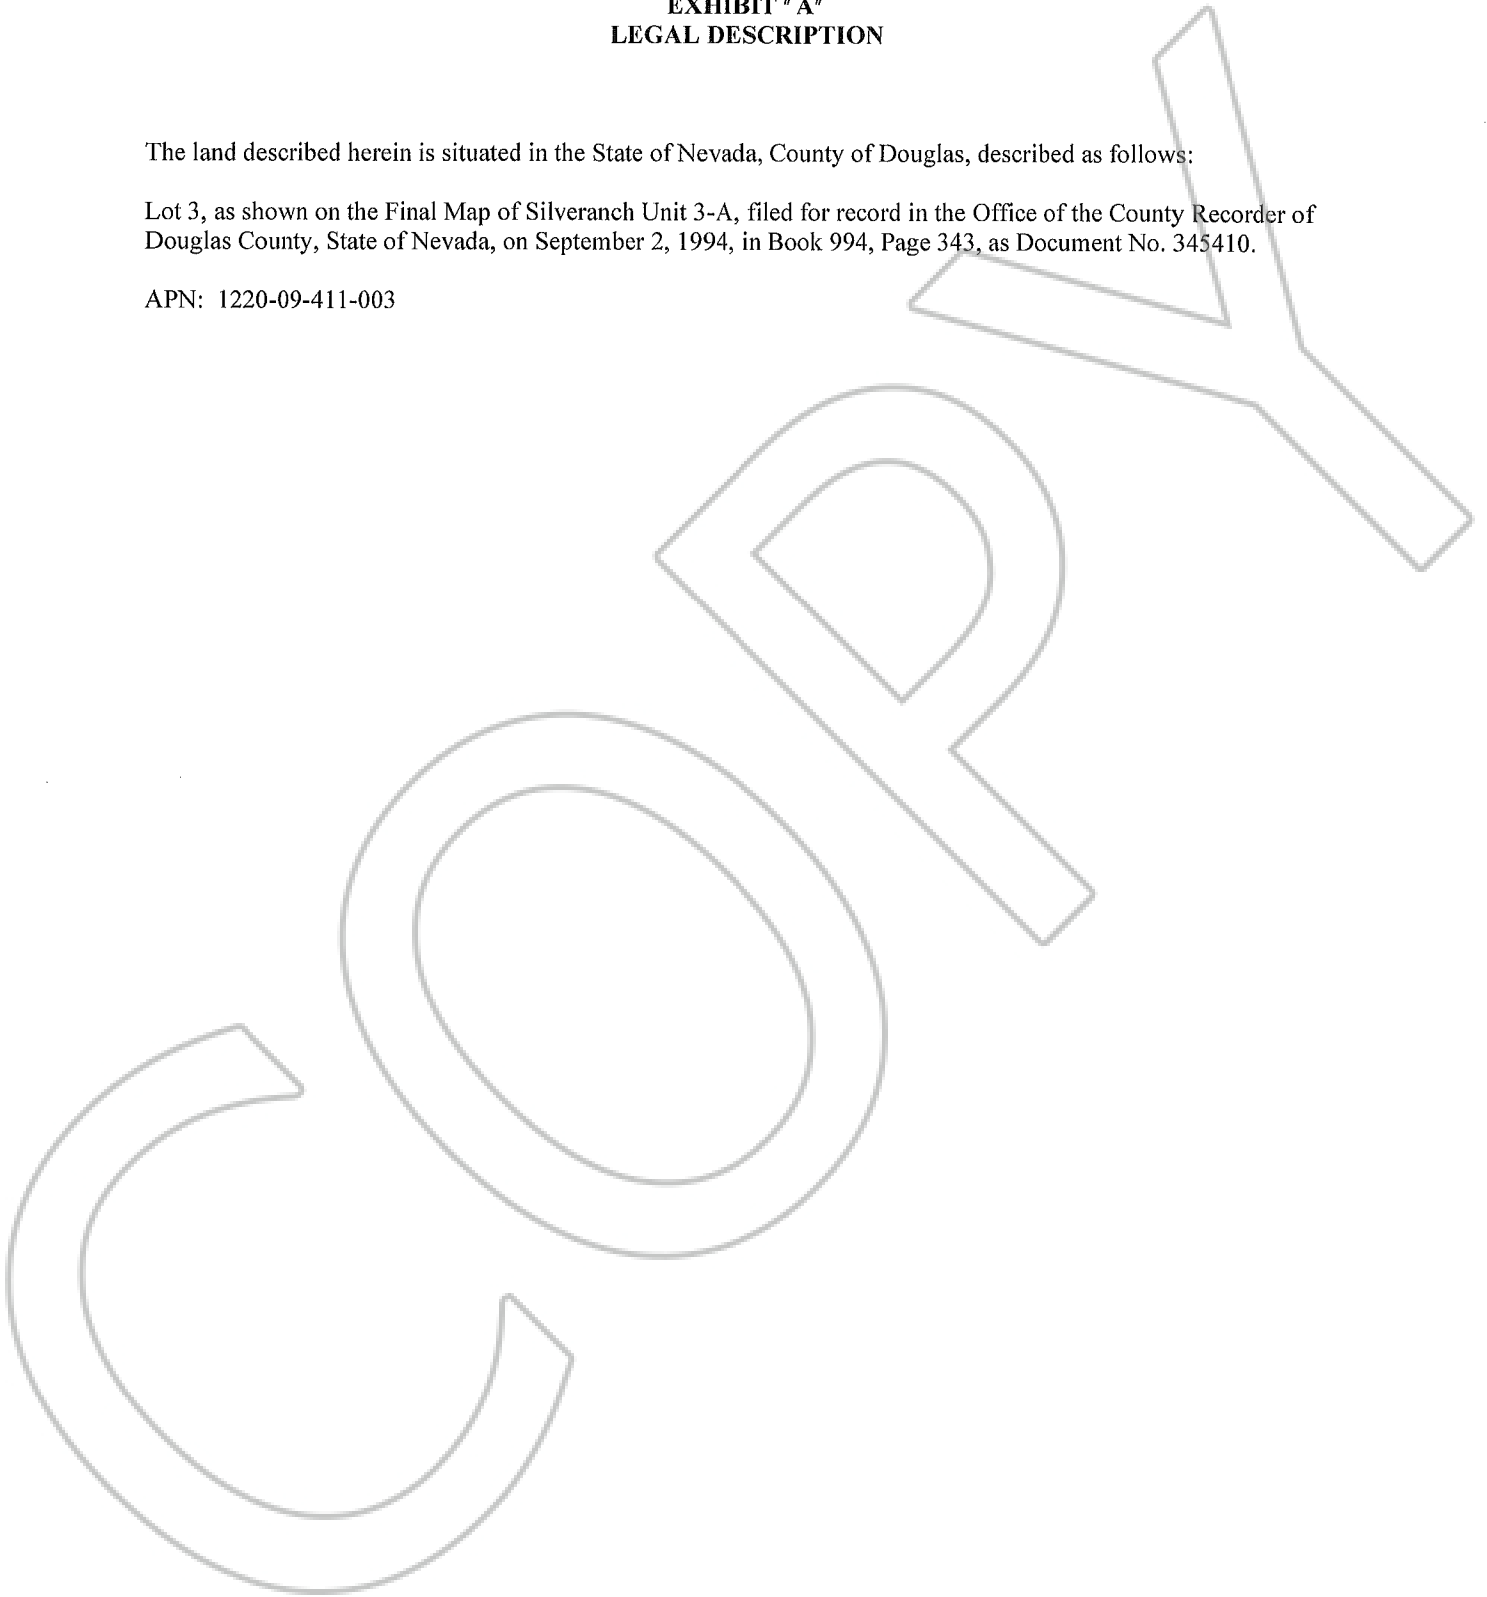 EXHIBIT "A"
LEGAL DESCRIPTION
The land described herein is situated in the State of Nevada, County of Douglas, described as follows:
Lot 3, as shown on the Final Map of Silveranch Unit 3-A, filed for record in the Office of the County Recorder of
Douglas County, State of Nevada, on September 2, 1994, in Book 994, Page 343, as Document No. 345410.
APN: 1220-09-411-003
COPY